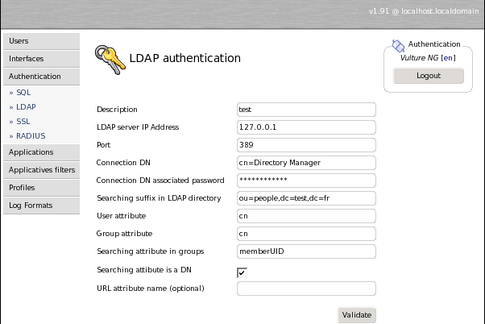 v1.91 @ localhost.localdomain
Users
Interfaces
Authentication
» SQL
» LDAP
» SSL
» RADIUS
Applications
Applicatives filters
Profiles
Log Formats
LDAP authentication
Authentication
Vulture NG [en]
Logout
Description test
LDAP server IP Address 127.0.0.1
Port 389
Connection DN cn=Directory Manager
Connection DN associated password ************
Searching suffix in LDAP directory ou=people,dc=test,dc=fr
User attribute cn
Group attribute cn
Searching attribute in groups memberUID
Searching attibute is a DN
URL attribute name (optional)
Validate